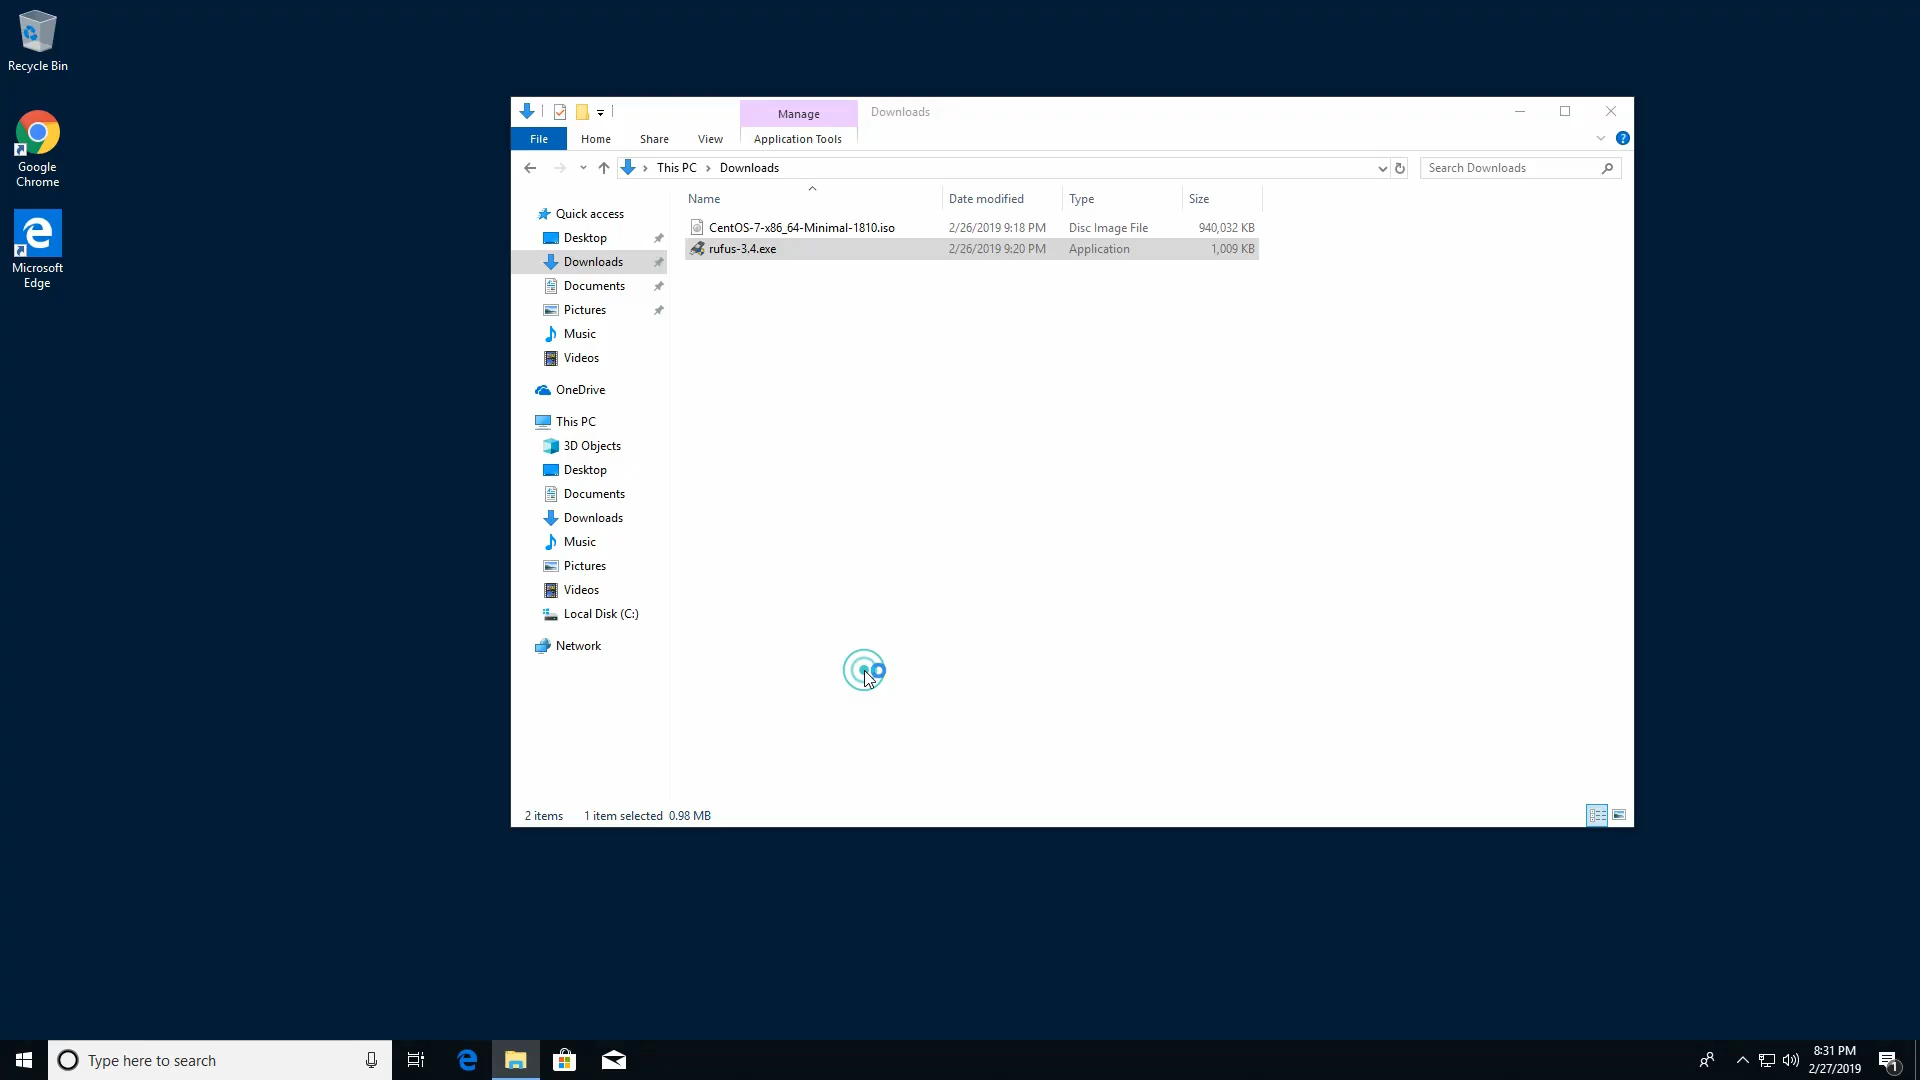 Recycle Bin
Google
Chrome
Microsoft
Edge
Manage
Downloads
File
Home
Share
View
Application Tools
This PC
Downloads
Search Downloads
Name
Date modified
Type
Size
CentOS-7-x86_64-Minimal-1810.iso
2/26/2019 9:18 PM
Disc Image File
940,032 KB
rufus-3.4.exe
2/26/2019 9:20 PM
Application
1,009 KB
Quick access
Desktop
Downloads
Documents
Pictures
Music
Videos
OneDrive
This PC
3D Objects
Desktop
Documents
Downloads
Music
Pictures
Videos
Local Disk (C:)
Network
2 items
1 item selected 0.98 MB
Type here to search
8:31 PM
2/27/2019
1